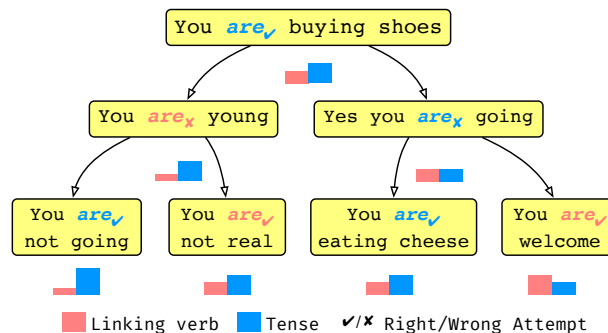 You are✔ buying shoes
You are✘ young
Yes you are✘ going
You are✔
not going
You are✔
not real
You are✔
eating cheese
You are✔
welcome
Linking verb Tense ✔/✘ Right/Wrong Attempt